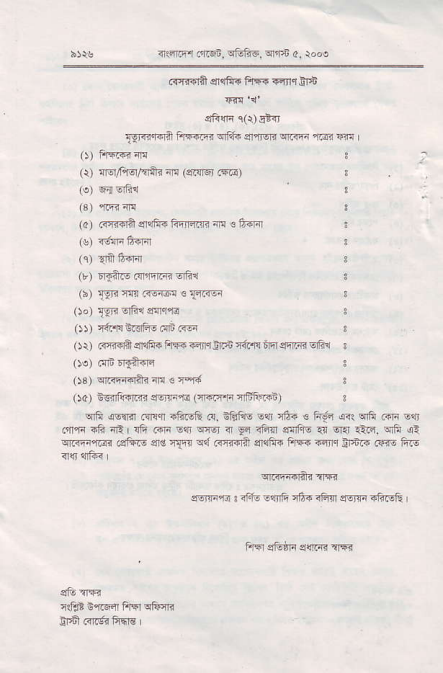 ৯১২৬ বাংলাদেশ গেজেট, অতিরিক্ত, আগস্ট ৫, ২০০৩
বেসরকারী প্রাথমিক শিক্ষক কল্যাণ ট্রাস্ট
ফরম ‘খ’
প্রবিধান ৭(২) দ্রষ্টব্য
মৃত্যুবরণকারী শিক্ষকদের আর্থিক প্রাপ্যতার আবেদন পত্রের ফরম।
(১) শিক্ষকের নাম ঃ
(২) মাতা/পিতা/স্বামীর নাম (প্রযোজ্য ক্ষেত্রে) ঃ
(৩) জন্ম তারিখ ঃ
(৪) পদের নাম ঃ
(৫) বেসরকারী প্রাথমিক বিদ্যালয়ের নাম ও ঠিকানা ঃ
(৬) বর্তমান ঠিকানা ঃ
(৭) স্থায়ী ঠিকানা ঃ
(৮) চাকুরীতে যোগদানের তারিখ ঃ
(৯) মৃত্যুর সময় বেতনক্রম ও মূলবেতন ঃ
(১০) মৃত্যুর তারিখ প্রমাণপত্র ঃ
(১১) সর্বশেষ উত্তোলিত মোট বেতন ঃ
(১২) বেসরকারী প্রাথমিক শিক্ষক কল্যাণ ট্রাস্টে সর্বশেষ চাঁদা প্রদানের তারিখ ঃ
(১৩) মোট চাকুরীকাল ঃ
(১৪) আবেদনকারীর নাম ও সম্পর্ক ঃ
(১৫) উত্তরাধিকারের প্রত্যয়নপত্র (সাকসেশন সার্টিফিকেট) ঃ
আমি এতদ্বারা ঘোষণা করিতেছি যে, উল্লিখিত তথ্য সঠিক ও নির্ভুল এবং আমি কোন তথ্য
গোপন করি নাই। যদি কোন তথ্য অসত্য বা ভুল বলিয়া প্রমাণিত হয় তাহা হইলে, আমি এই
আবেদনপত্রের প্রেক্ষিতে প্রাপ্ত সমুদয় অর্থ বেসরকারী প্রাথমিক শিক্ষক কল্যাণ ট্রাস্টকে ফেরত দিতে
বাধ্য থাকিব।
আবেদনকারীর স্বাক্ষর
প্রত্যয়নপত্র ঃ বর্ণিত তথ্যাদি সঠিক বলিয়া প্রত্যয়ন করিতেছি।
শিক্ষা প্রতিষ্ঠান প্রধানের স্বাক্ষর
প্রতি স্বাক্ষর
সংশ্লিষ্ট উপজেলা শিক্ষা অফিসার
ট্রাস্টী বোর্ডের সিদ্ধান্ত।